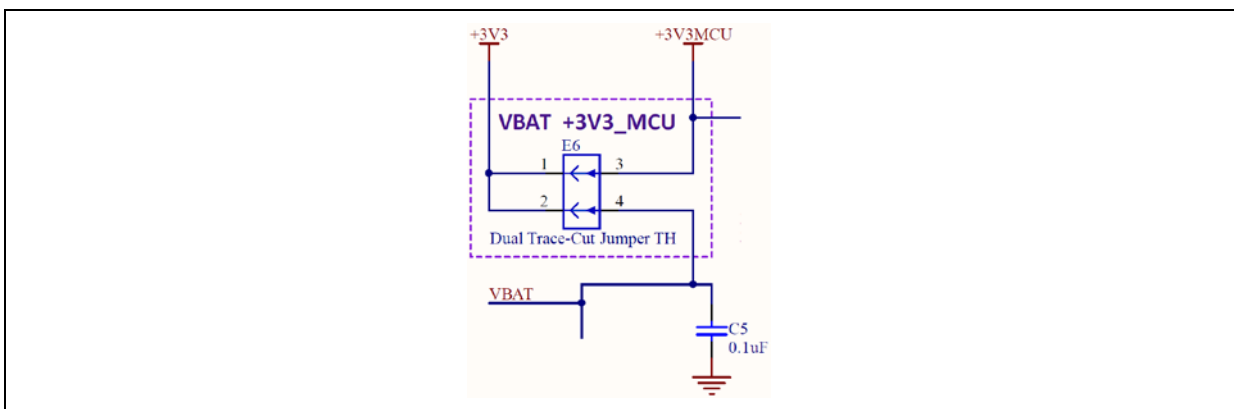 +3V3 +3V3MCU
VBAT +3V3_MCU
E6
1 3
2 4
Dual Trace-Cut Jumper TH
VBAT
C5
0.1uF